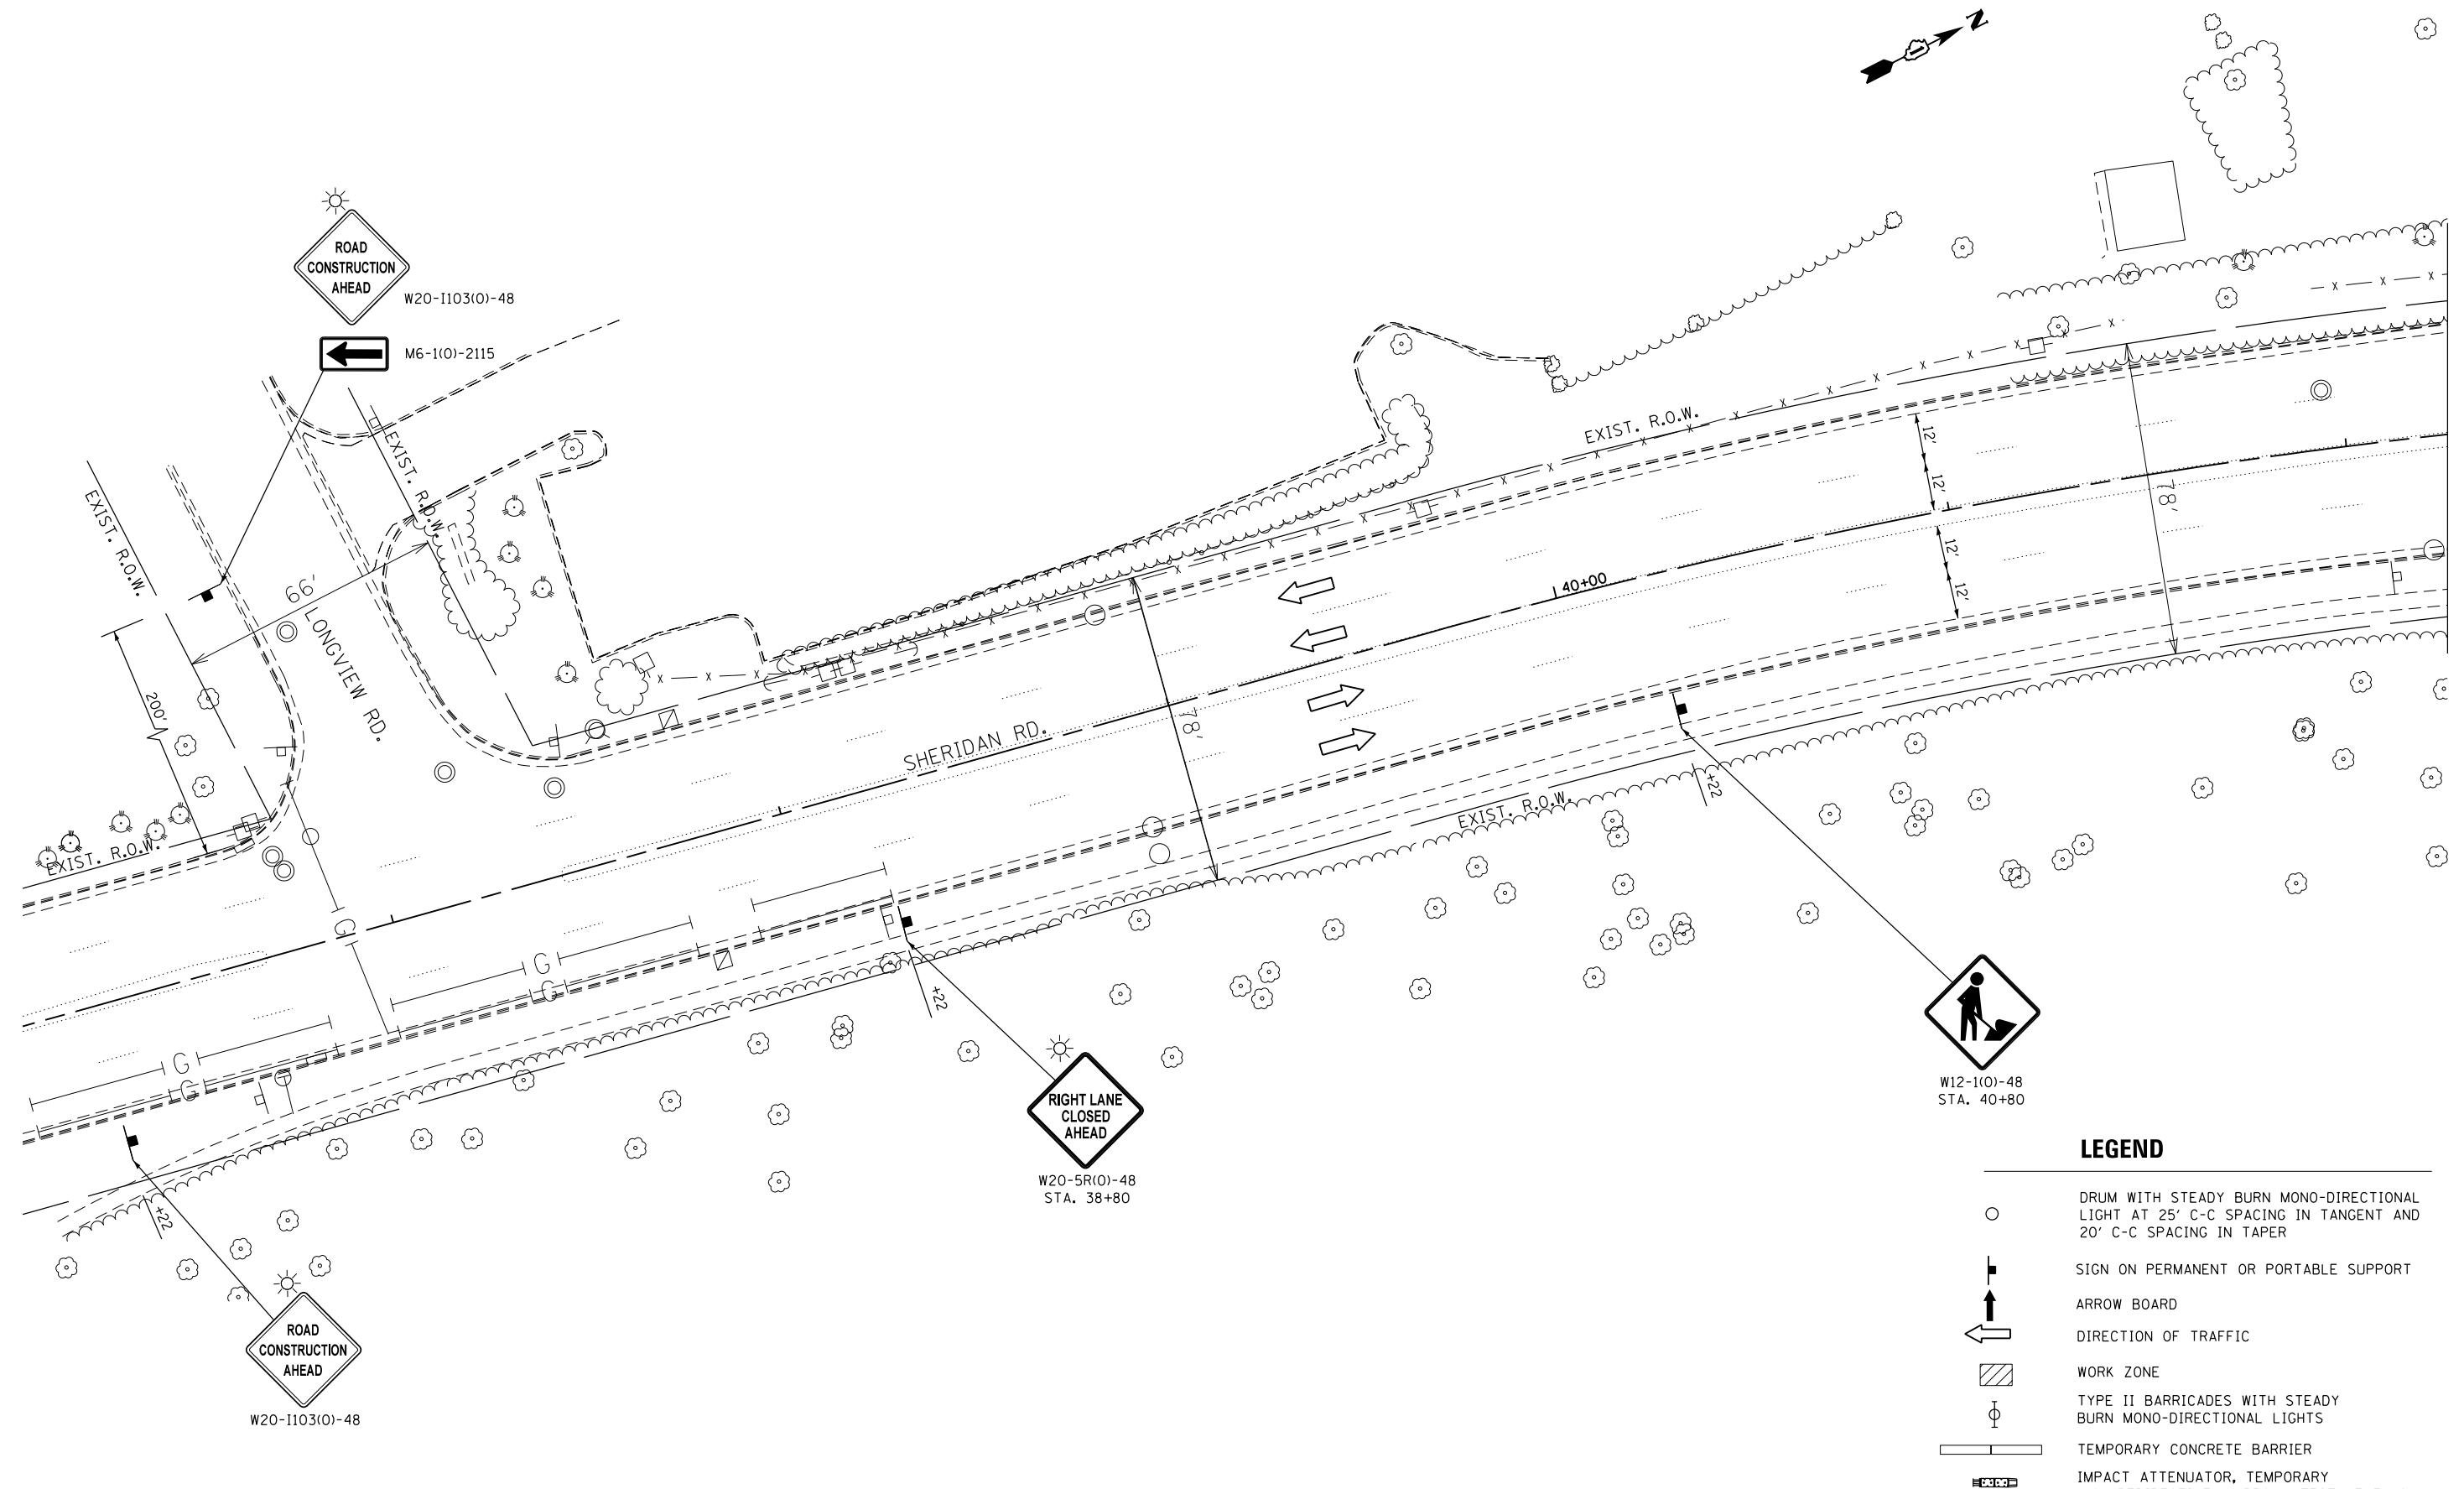 N
ROAD
CONSTRUCTION
AHEAD
W20-I103(O)-48
M6-1(O)-2115
EXIST. R.O.W.
EXIST. R.O.W.
66'
LONGVIEW RD.
200'
EXIST. R.O.W.
EXIST. R.O.W.
12'
12'
12'
12'
78'
40+00
SHERIDAN RD.
78'
EXIST. R.O.W.
+22
G
G
G
G
G
+22
+22
RIGHT LANE
CLOSED
AHEAD
W20-5R(O)-48
STA. 38+80
W12-1(O)-48
STA. 40+80
ROAD
CONSTRUCTION
AHEAD
W20-I103(O)-48
LEGEND
DRUM WITH STEADY BURN MONO-DIRECTIONAL
LIGHT AT 25' C-C SPACING IN TANGENT AND
20' C-C SPACING IN TAPER
SIGN ON PERMANENT OR PORTABLE SUPPORT
ARROW BOARD
DIRECTION OF TRAFFIC
WORK ZONE
TYPE II BARRICADES WITH STEADY
BURN MONO-DIRECTIONAL LIGHTS
TEMPORARY CONCRETE BARRIER
IMPACT ATTENUATOR, TEMPORARY